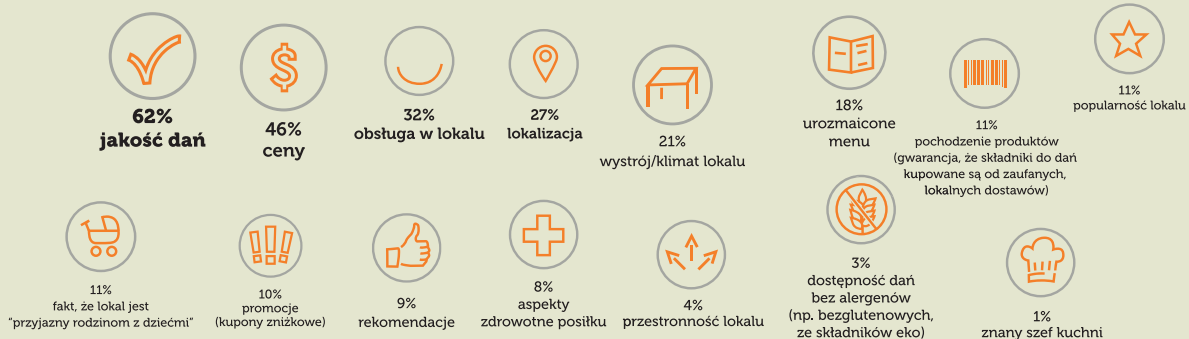 62%
jakość dań
46%
ceny
32%
obsługa w lokalu
27%
lokalizacja
21%
wystrój/klimat lokalu
18%
urozmaicone
menu
11%
pochodzenie produktów
(gwarancja, że składniki do dań
kupowane są od zaufanych,
lokalnych dostawów)
11%
popularność lokalu
11%
fakt, że lokal jest
“przyjazny rodzinom z dziećmi”
10%
promocje
(kupony zniżkowe)
9%
rekomendacje
8%
aspekty
zdrowotne posiłku
4%
przestronność lokalu
3%
dostępność dań
bez alergenów
(np. bezglutenowych,
ze składników eko)
1%
znany szef kuchni